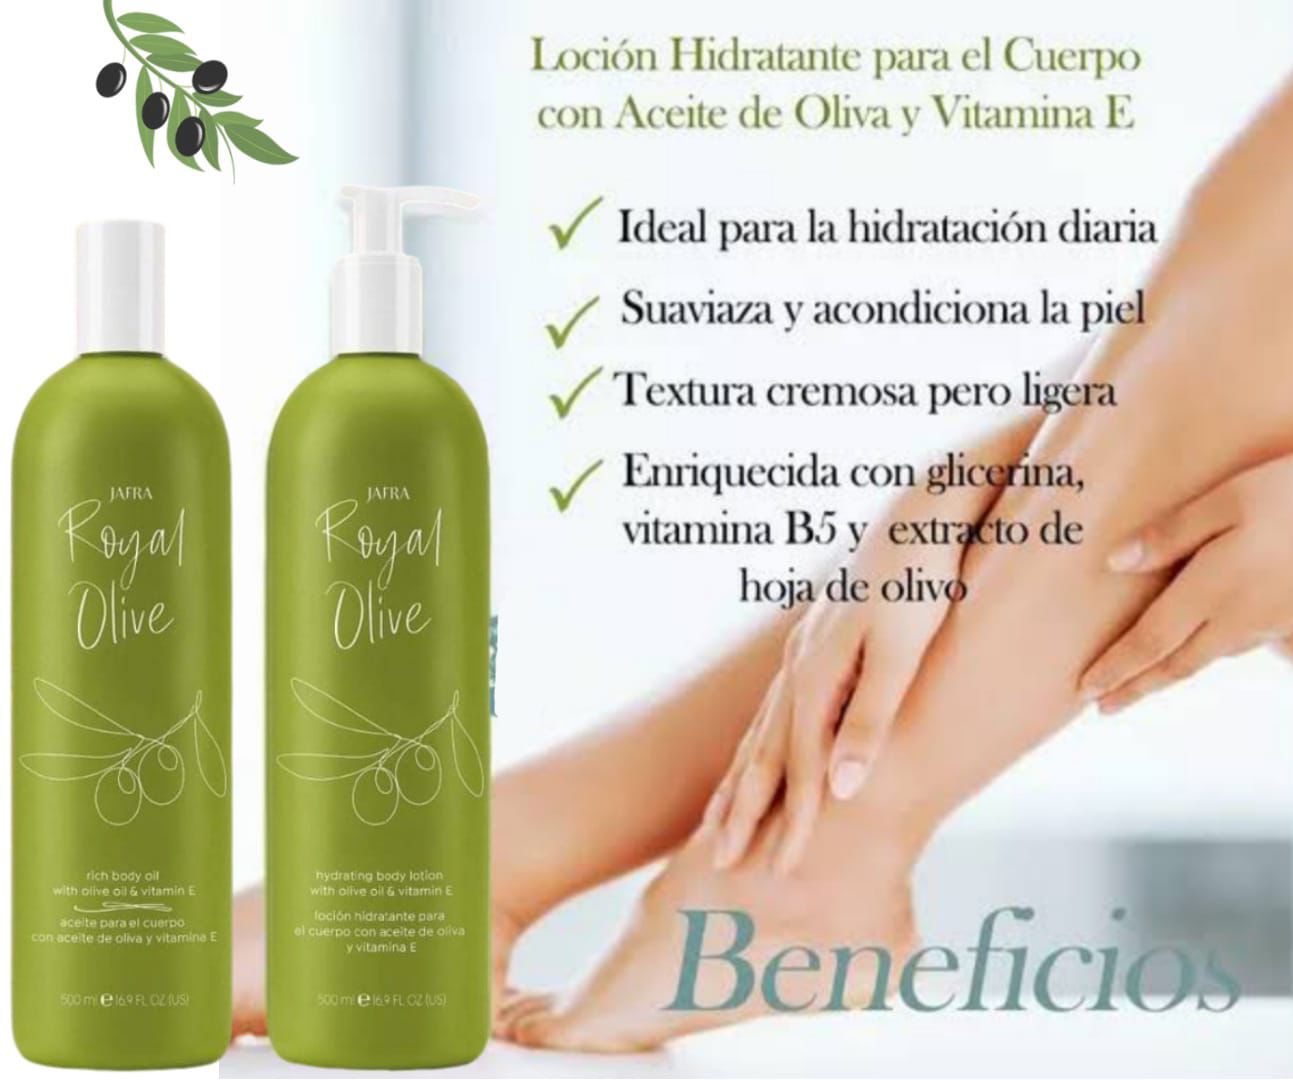 Loción Hidratante para el Cuerpo
con Aceite de Oliva y Vitamina E
Ideal para la hidratación diaria
Suaviaza y acondiciona la piel
Textura cremosa pero ligera
Enriquecida con glicerina,
vitamina B5 y extracto de
hoja de olivo
Beneficios
JAFRA
Royal
Olive
rich body oil
with olive oil & vitamin E
aceite para el cuerpo
con aceite de oliva y vitamina E
500 ml e 16.9 FL OZ (US)
JAFRA
Royal
Olive
hydrating body lotion
with olive oil & vitamin E
loción hidratante para
el cuerpo con aceite de oliva
y vitamina E
500 ml e 16.9 FL OZ (US)